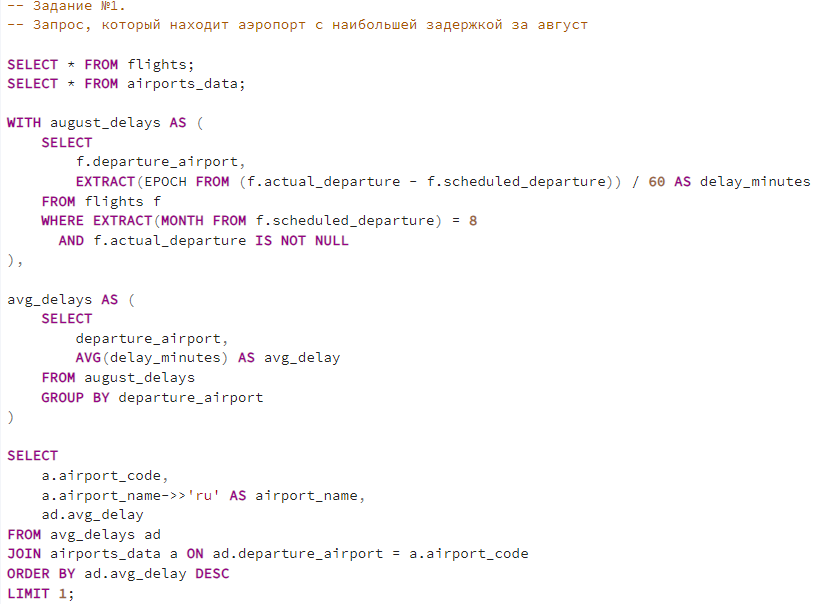 -- Задание №1.
-- Запрос, который находит аэропорт с наибольшей задержкой за август
SELECT * FROM flights;
SELECT * FROM airports_data;
WITH august_delays AS (
SELECT
f.departure_airport,
EXTRACT(EPOCH FROM (f.actual_departure - f.scheduled_departure)) / 60 AS delay_minutes
FROM flights f
WHERE EXTRACT(MONTH FROM f.scheduled_departure) = 8
AND f.actual_departure IS NOT NULL
),
avg_delays AS (
SELECT
departure_airport,
AVG(delay_minutes) AS avg_delay
FROM august_delays
GROUP BY departure_airport
)
SELECT
a.airport_code,
a.airport_name->>'ru' AS airport_name,
ad.avg_delay
FROM avg_delays ad
JOIN airports_data a ON ad.departure_airport = a.airport_code
ORDER BY ad.avg_delay DESC
LIMIT 1;